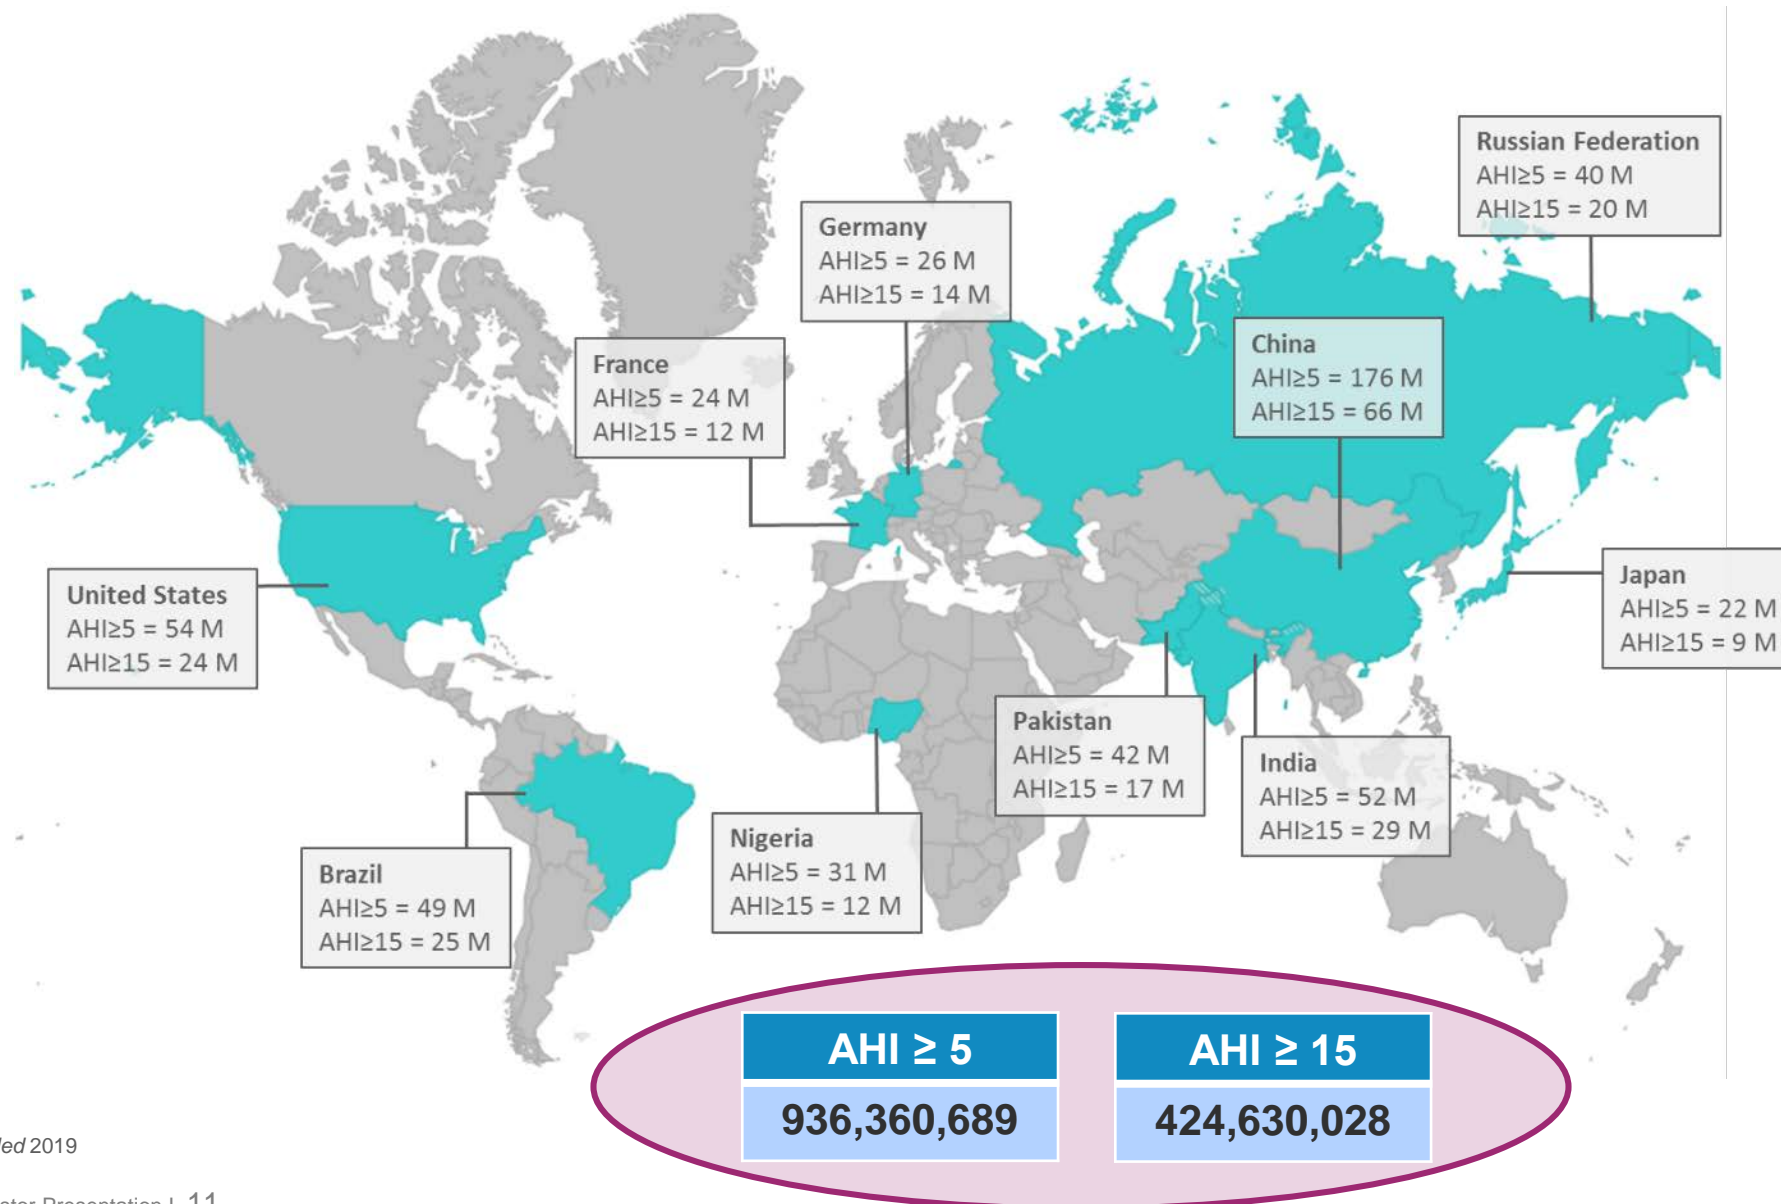 Russian Federation
AHI≥5 = 40 M
AHI≥15 = 20 M
Germany
AHI≥5 = 26 M
AHI≥15 = 14 M
China
AHI≥5 = 176 M
AHI≥15 = 66 M
France
AHI≥5 = 24 M
AHI≥15 = 12 M
United States
AHI≥5 = 54 M
AHI≥15 = 24 M
Japan
AHI≥5 = 22 M
AHI≥15 = 9 M
Pakistan
AHI≥5 = 42 M
AHI≥15 = 17 M
India
AHI≥5 = 52 M
AHI≥15 = 29 M
Nigeria
AHI≥5 = 31 M
AHI≥15 = 12 M
Brazil
AHI≥5 = 49 M
AHI≥15 = 25 M
AHI ≥ 5
936,360,689
AHI ≥ 15
424,630,028
2019
Presentation | 11